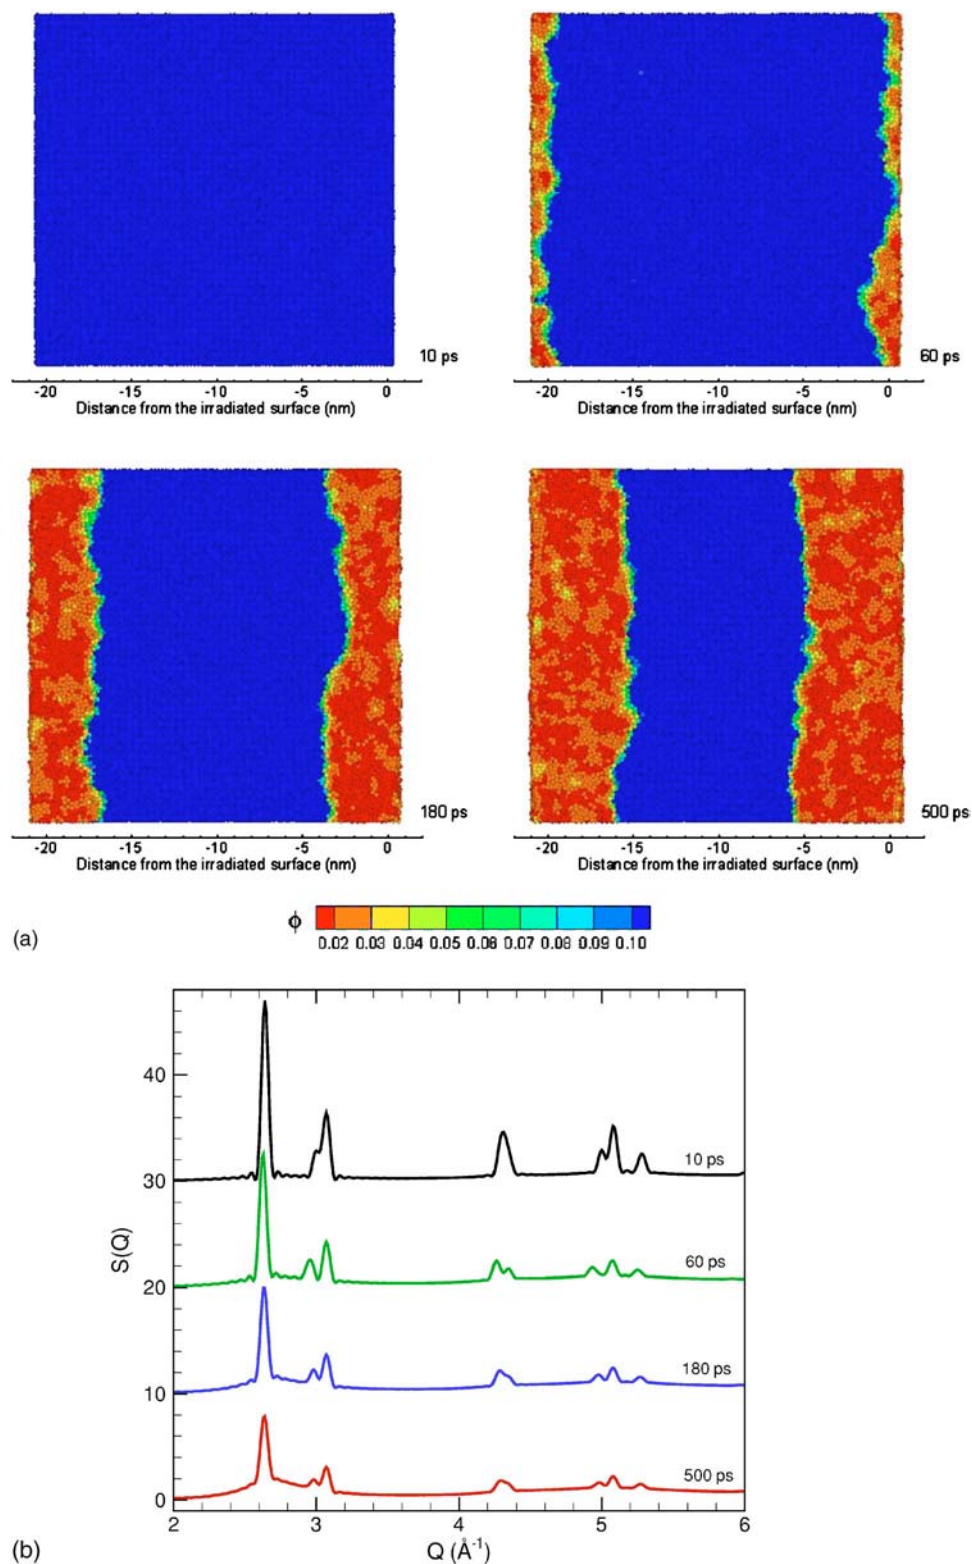 10 ps
60 ps
-20 -15 -10 -5 0
Distance from the irradiated surface (nm)
-20 -15 -10 -5 0
Distance from the irradiated surface (nm)
180 ps
500 ps
-20 -15 -10 -5 0
Distance from the irradiated surface (nm)
-20 -15 -10 -5 0
Distance from the irradiated surface (nm)
(a)
ϕ
0.02 0.03 0.04 0.05 0.06 0.07 0.08 0.09 0.10
40
10 ps
30
S(Q)
60 ps
20
180 ps
10
500 ps
0
2 3 4 5 6
(b)
Q (Å⁻¹)